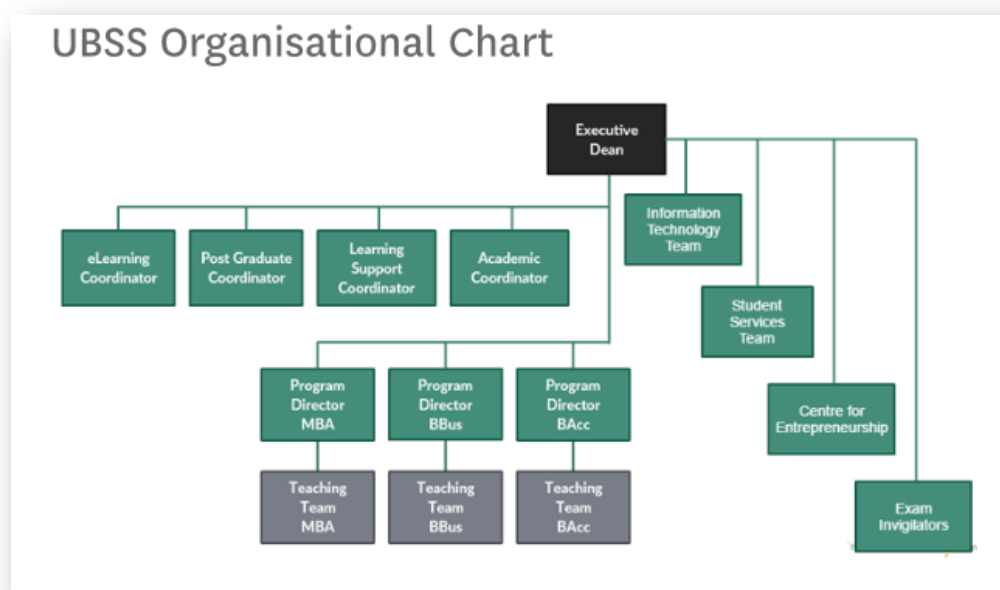 UBSS Organisational Chart
Executive
Dean
Information
Technology
Team
eLearning
Coordinator
Post Graduate
Coordinator
Learning
Support
Coordinator
Academic
Coordinator
Student
Services
Team
Program
Director
MBA
Program
Director
BBus
Program
Director
BAcc
Centre for
Entrepreneurship
Teaching
Team
MBA
Teaching
Team
BBus
Teaching
Team
BAcc
Exam
Invigilators